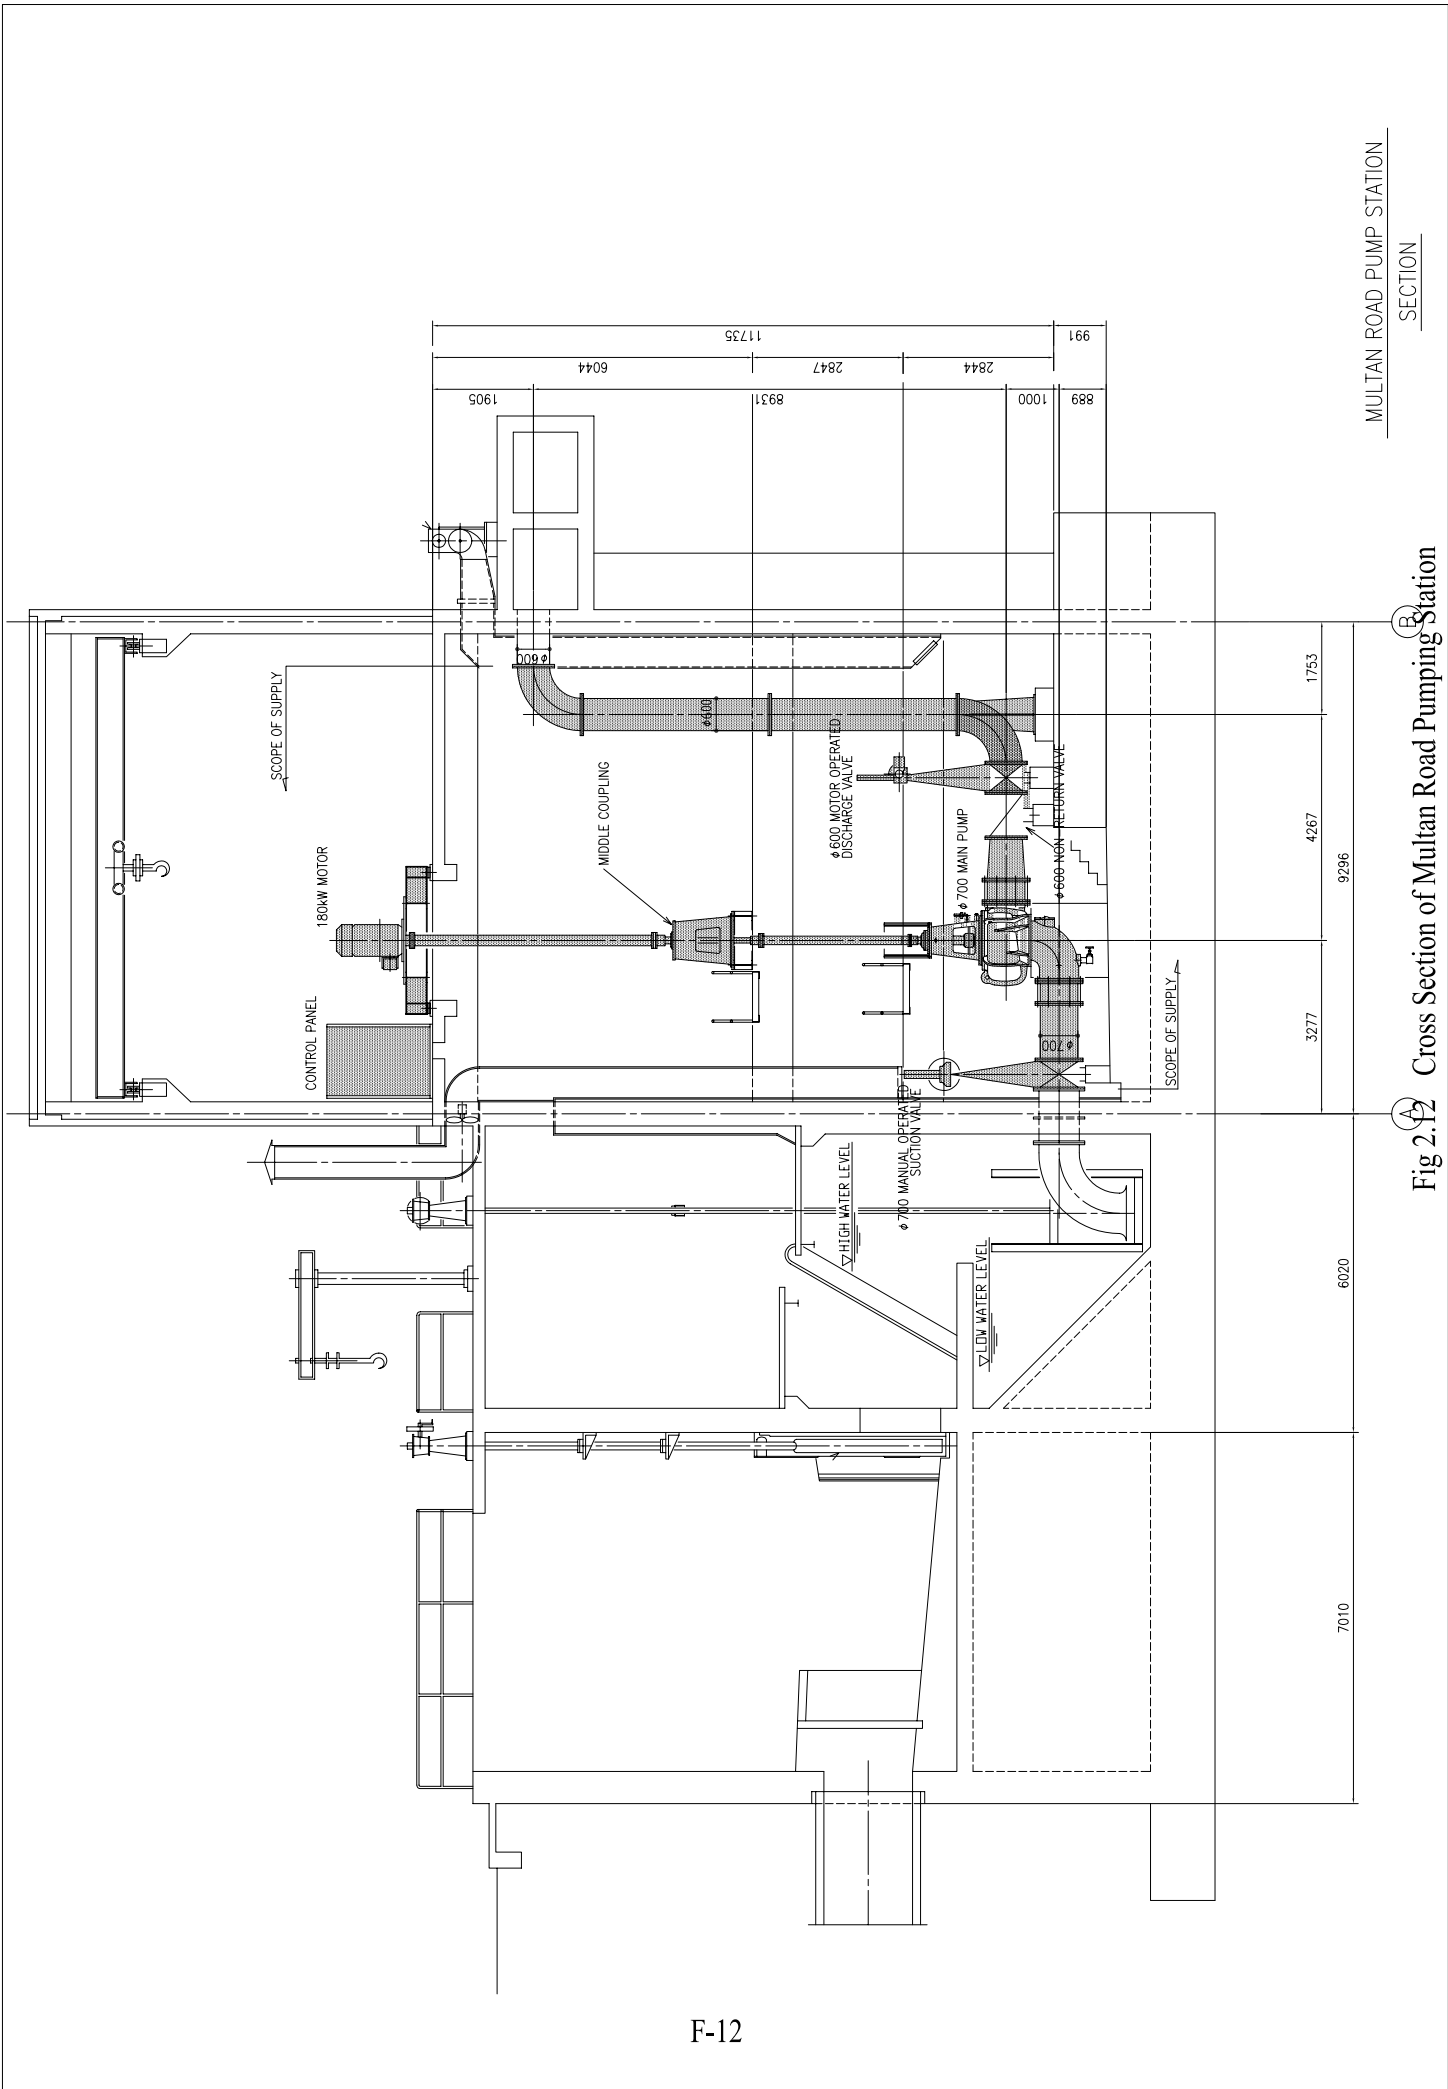 MULTAN ROAD PUMP STATION
SECTION
11735
991
6044
2847
2844
1905
8931
1000
889
SCOPE OF SUPPLY
φ600
φ600
φ600 MOTOR OPERATED
DISCHARGE VALVE
MIDDLE COUPLING
φ700 MAIN PUMP
φ600 NON RETURN VALVE
180kW MOTOR
CONTROL PANEL
φ700
SCOPE OF SUPPLY
φ700 MANUAL OPERATED
SUCTION VALVE
▽HIGH WATER LEVEL
▽LOW WATER LEVEL
1753
4267
3277
9296
6020
7010
B
A
Fig 2.12 Cross Section of Multan Road Pumping Station
F-12